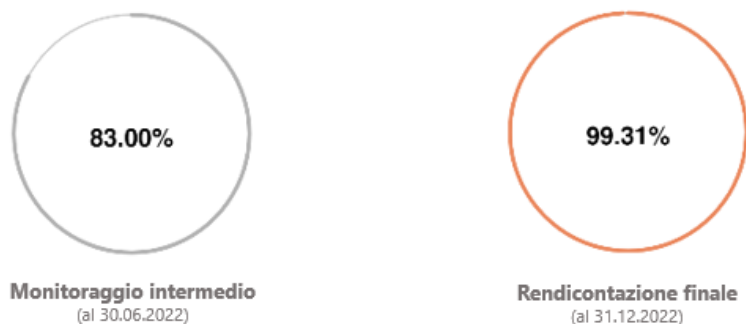 83.00%
99.31%
Monitoraggio intermedio
(al 30.06.2022)
Rendicontazione finale
(al 31.12.2022)